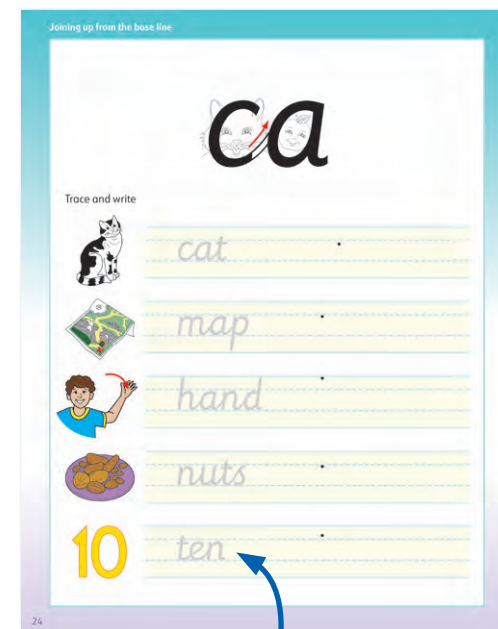 Joining up from the base line
ca
Trace and write
cat
map
hand
nuts
10 ten
24